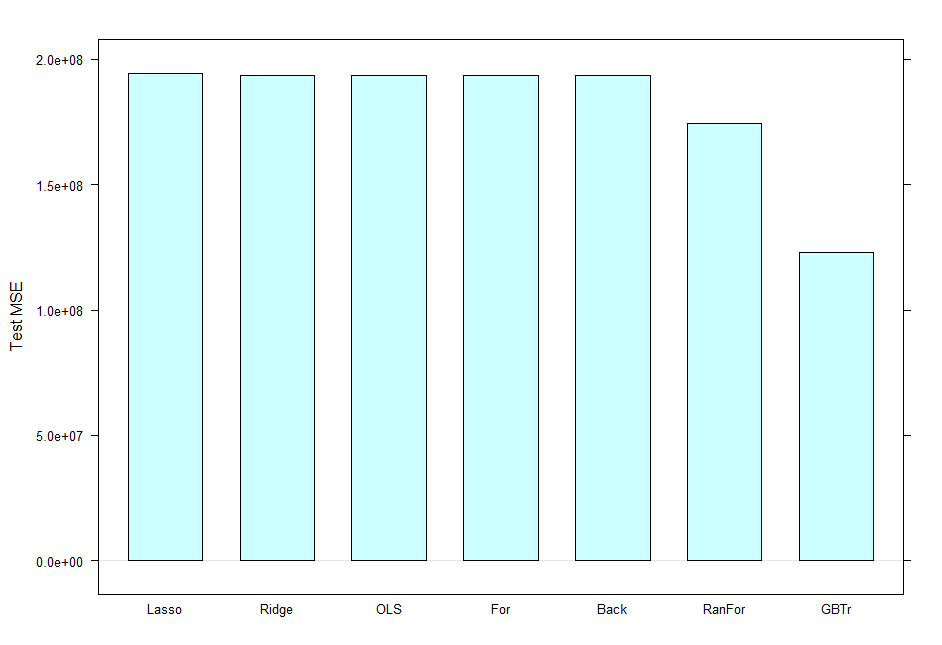 Test MSE
2.0e+08
1.5e+08
1.0e+08
5.0e+07
0.0e+00
Lasso Ridge OLS For Back RanFor GBTr